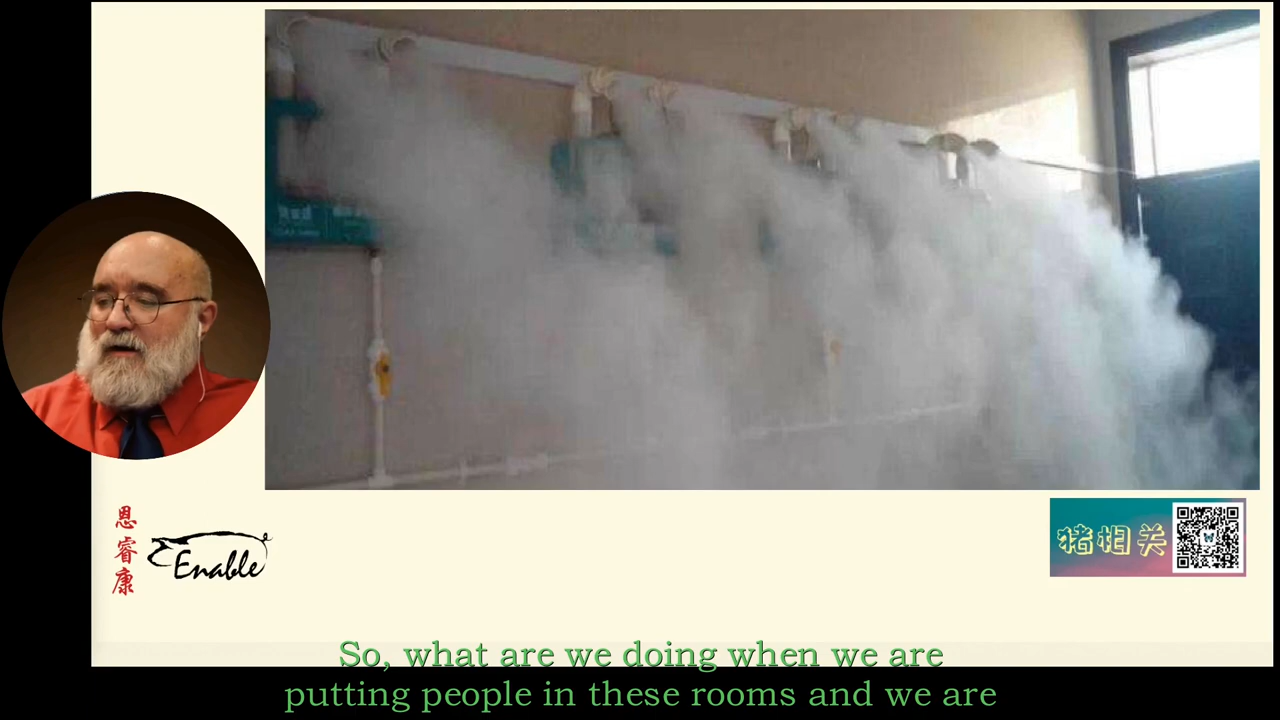 恩
睿
康
Enable
猪相关
So, what are we doing when we are
putting people in these rooms and we are